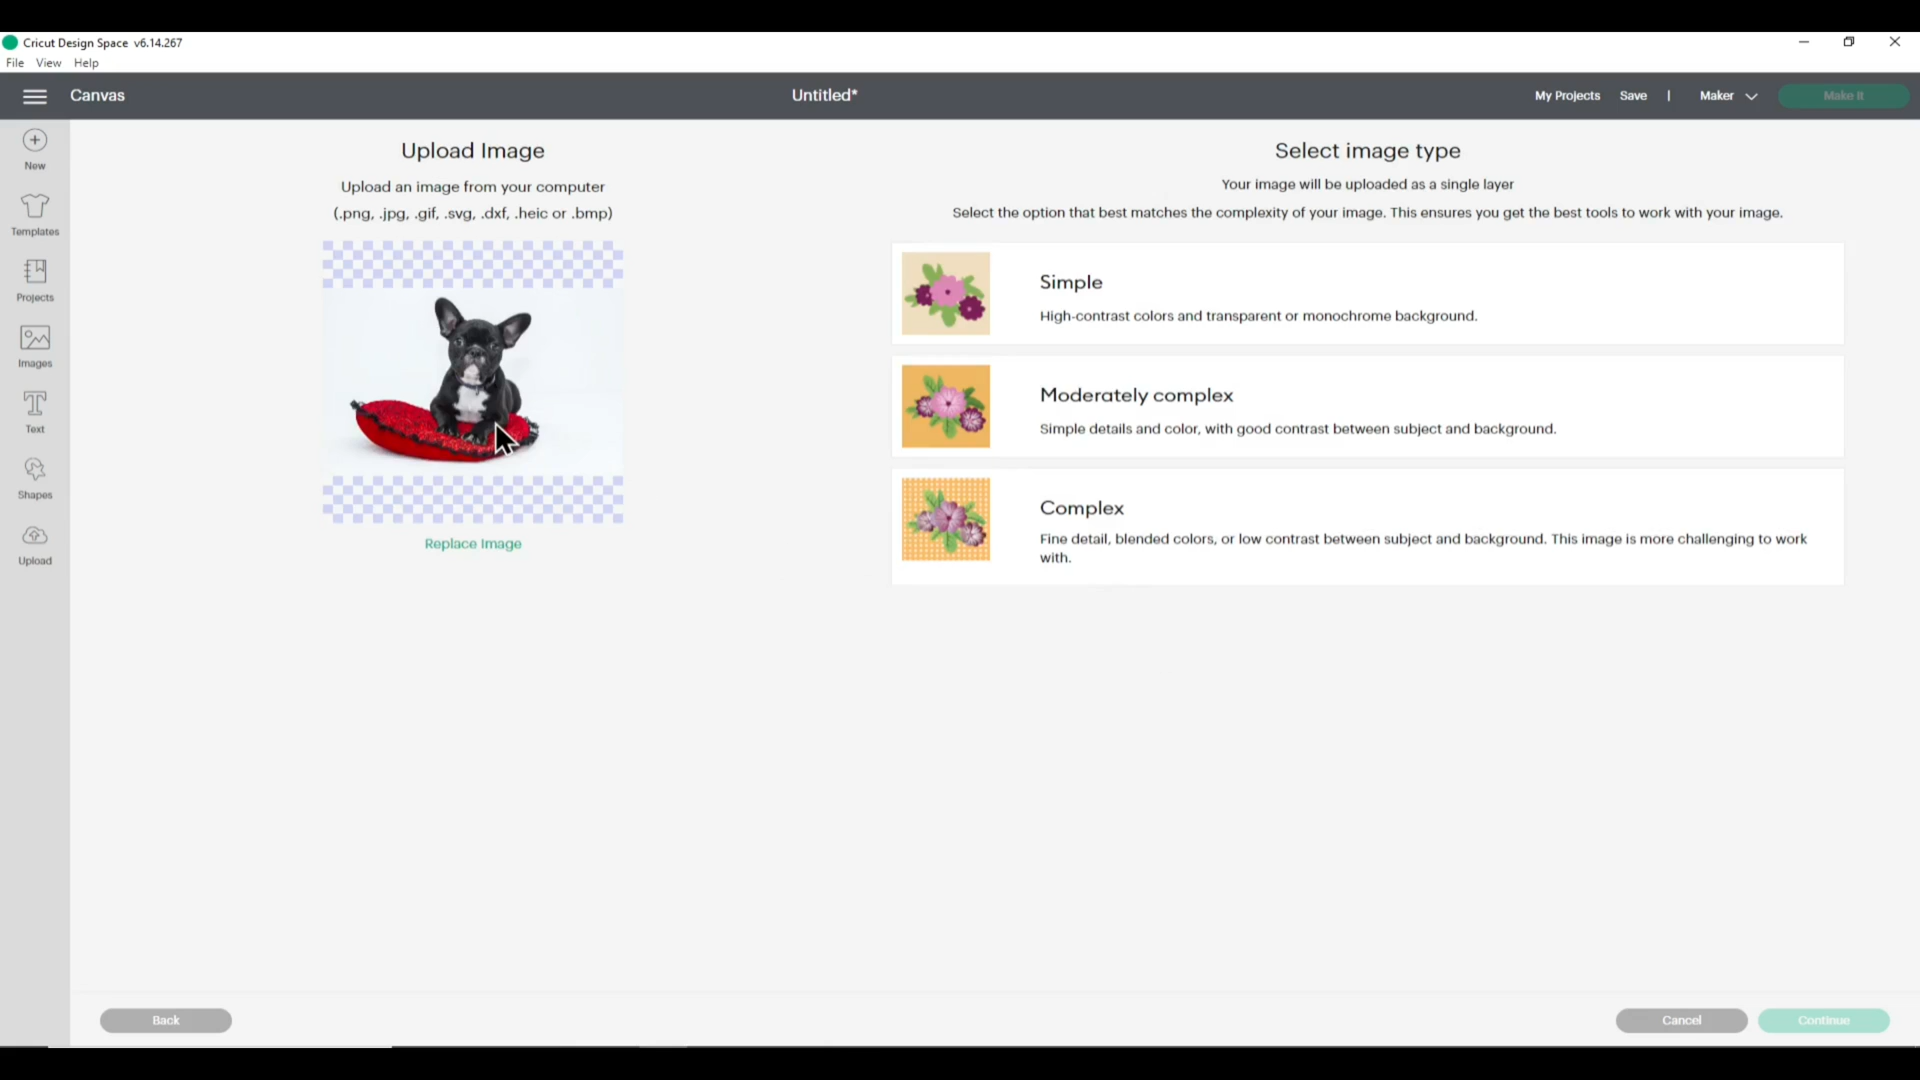 Cricut Design Space v6.14.267
File View Help
Canvas
Untitled*
My Projects Save | Maker Make It
New
Templates
Projects
Images
Text
Shapes
Upload
Upload Image
Upload an image from your computer
(.png, .jpg, .gif, .svg, .dxf, .heic or .bmp)
Replace Image
Select image type
Your image will be uploaded as a single layer
Select the option that best matches the complexity of your image. This ensures you get the best tools to work with your image.
Simple
High-contrast colors and transparent or monochrome background.
Moderately complex
Simple details and color, with good contrast between subject and background.
Complex
Fine detail, blended colors, or low contrast between subject and background. This image is more challenging to work
with.
Back
Cancel
Continue